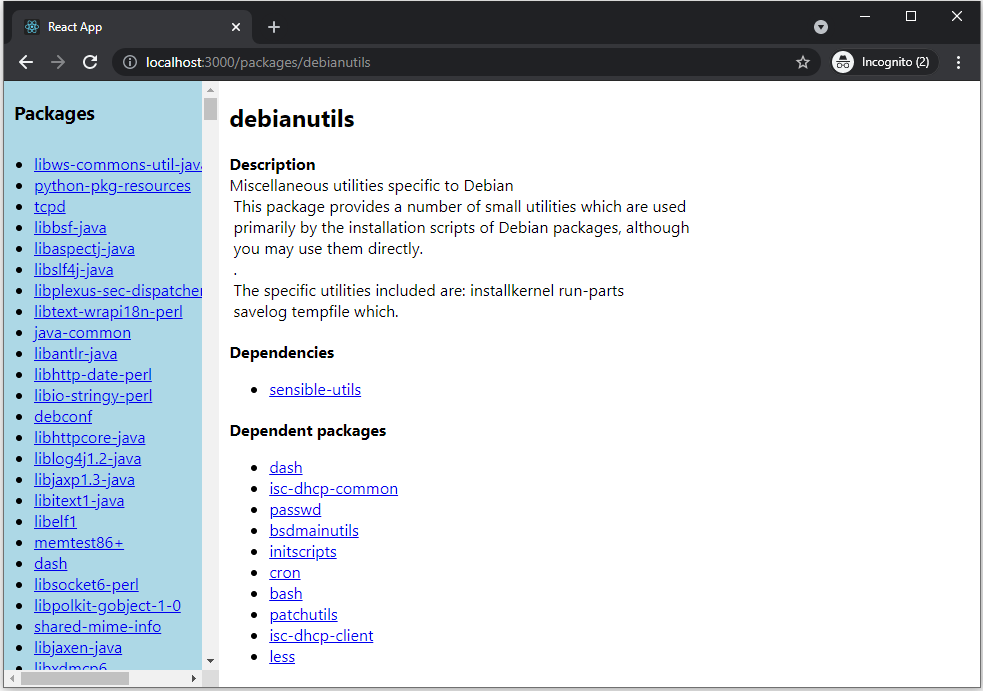 React App
localhost:3000/packages/debianutils
Incognito (2)
Packages
libws-commons-util-java
python-pkg-resources
tcpd
libbsf-java
libaspectj-java
libslf4j-java
libplexus-sec-dispatcher
libtext-wrapi18n-perl
java-common
libantlr-java
libhttp-date-perl
libio-stringy-perl
debconf
libhttpcore-java
liblog4j1.2-java
libjaxp1.3-java
libitext1-java
libelf1
memtest86+
dash
libsocket6-perl
libpolkit-gobject-1-0
shared-mime-info
libjaxen-java
libxdmcp6
debianutils
Description
Miscellaneous utilities specific to Debian
This package provides a number of small utilities which are used
primarily by the installation scripts of Debian packages, although
you may use them directly.
.
The specific utilities included are: installkernel run-parts
savelog tempfile which.
Dependencies
sensible-utils
Dependent packages
dash
isc-dhcp-common
passwd
bsdmainutils
initscripts
cron
bash
patchutils
isc-dhcp-client
less